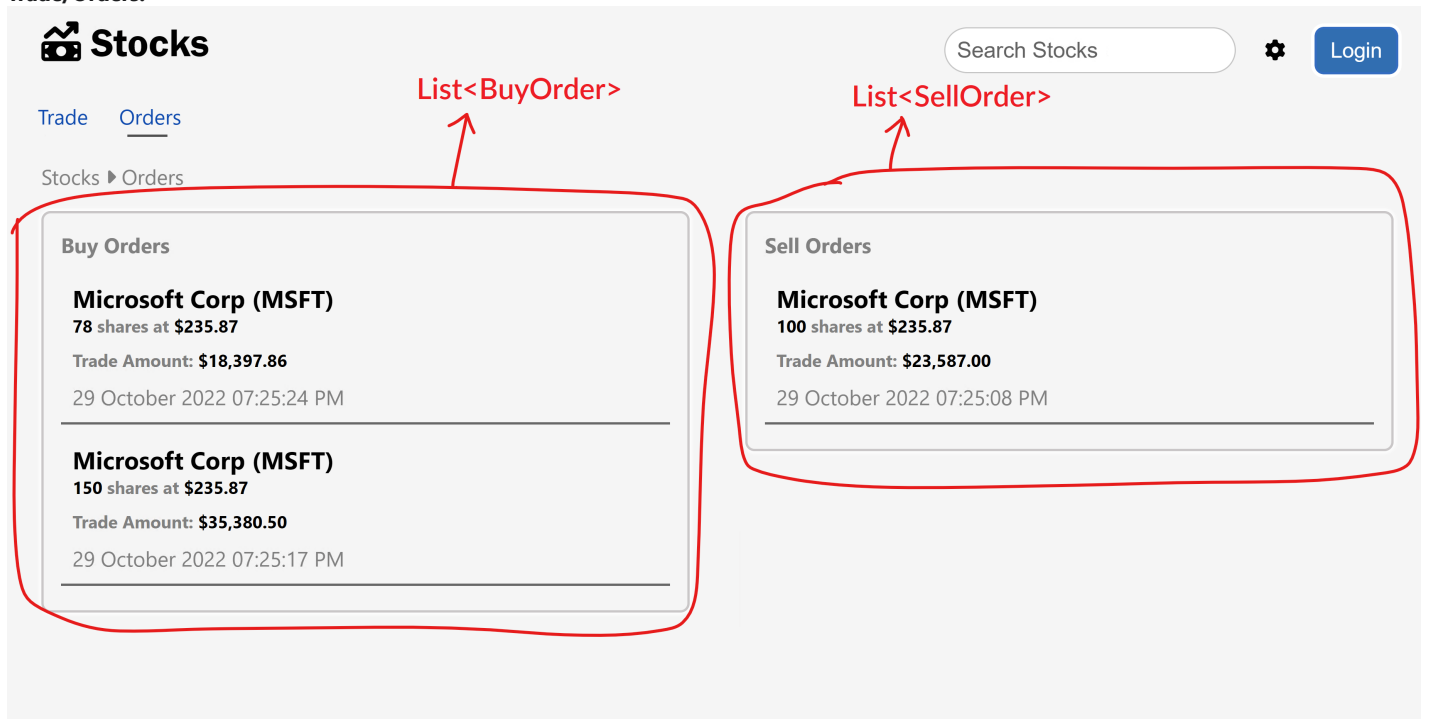 Trade/Orders:
Stocks
Search Stocks
Login
List<BuyOrder>
List<SellOrder>
Trade Orders
Stocks Orders
Buy Orders
Microsoft Corp (MSFT)
78 shares at $235.87
Trade Amount: $18,397.86
29 October 2022 07:25:24 PM
Microsoft Corp (MSFT)
150 shares at $235.87
Trade Amount: $35,380.50
29 October 2022 07:25:17 PM
Sell Orders
Microsoft Corp (MSFT)
100 shares at $235.87
Trade Amount: $23,587.00
29 October 2022 07:25:08 PM